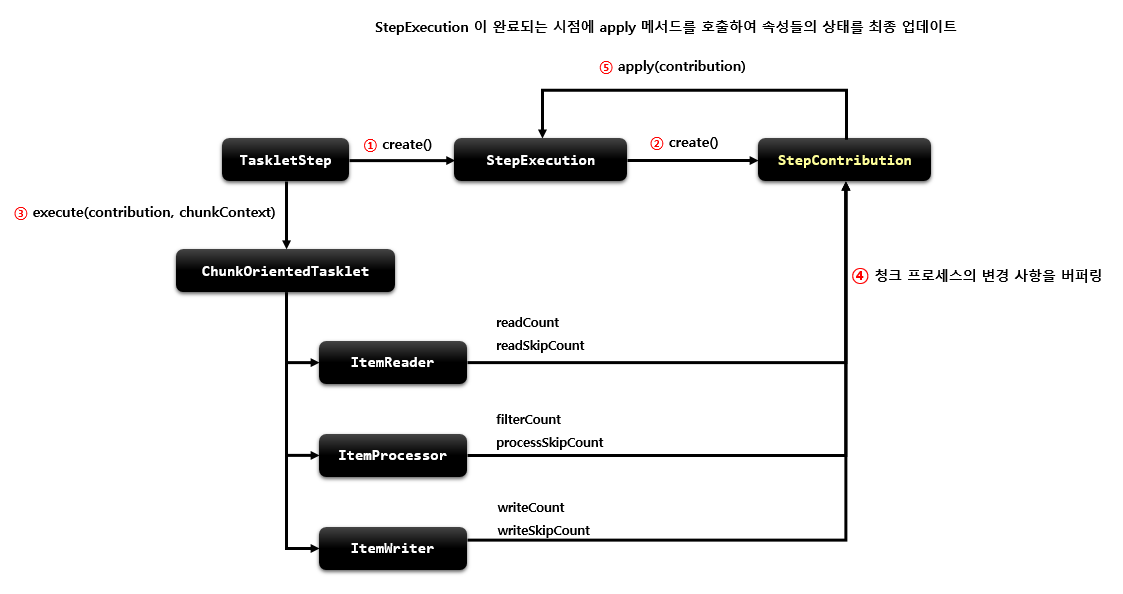 StepExecution 이 완료되는 시점에 apply 메서드를 호출하여 속성들의 상태를 최종 업데이트
⑤ apply(contribution)
TaskletStep
① create()
StepExecution
② create()
StepContribution
③ execute(contribution, chunkContext)
ChunkOrientedTasklet
④ 청크 프로세스의 변경 사항을 버퍼링
readCount
readSkipCount
ItemReader
filterCount
processSkipCount
ItemProcessor
writeCount
writeSkipCount
ItemWriter